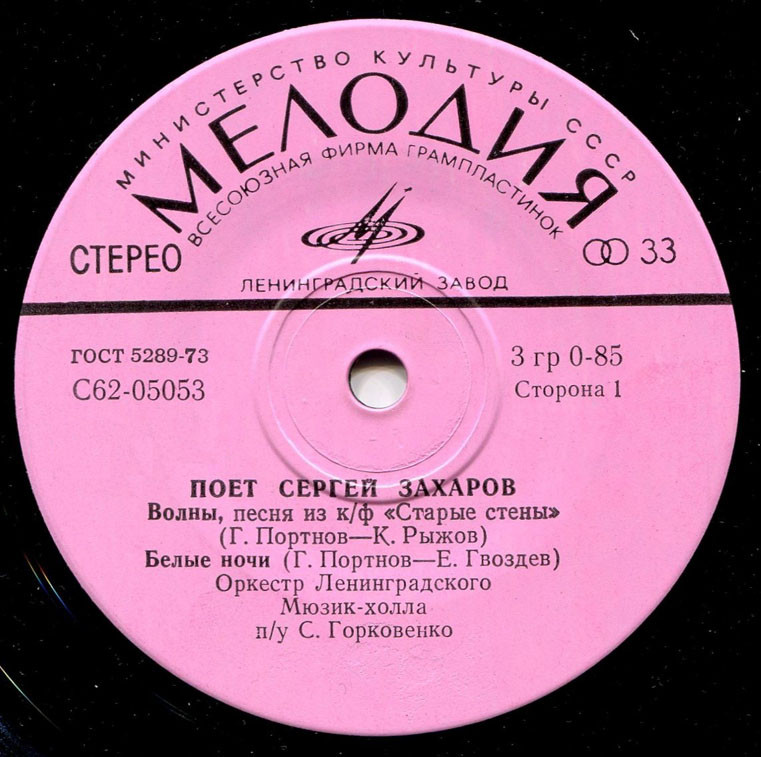 МИНИСТЕРСТВО КУЛЬТУРЫ СССР
МЕЛОДИЯ
ВСЕСОЮЗНАЯ ФИРМА ГРАМПЛАСТИНОК
СТЕРЕО
33
ЛЕНИНГРАДСКИЙ ЗАВОД
ГОСТ 5289-73
С62-05053
3 гр 0-85
Сторона 1
ПОЕТ СЕРГЕЙ ЗАХАРОВ
Волны, песня из к/ф «Старые стены»
(Г. Портнов—К. Рыжов)
Белые ночи (Г. Портнов—Е. Гвоздев)
Оркестр Ленинградского
Мюзик-холла
п/у С. Горковенко